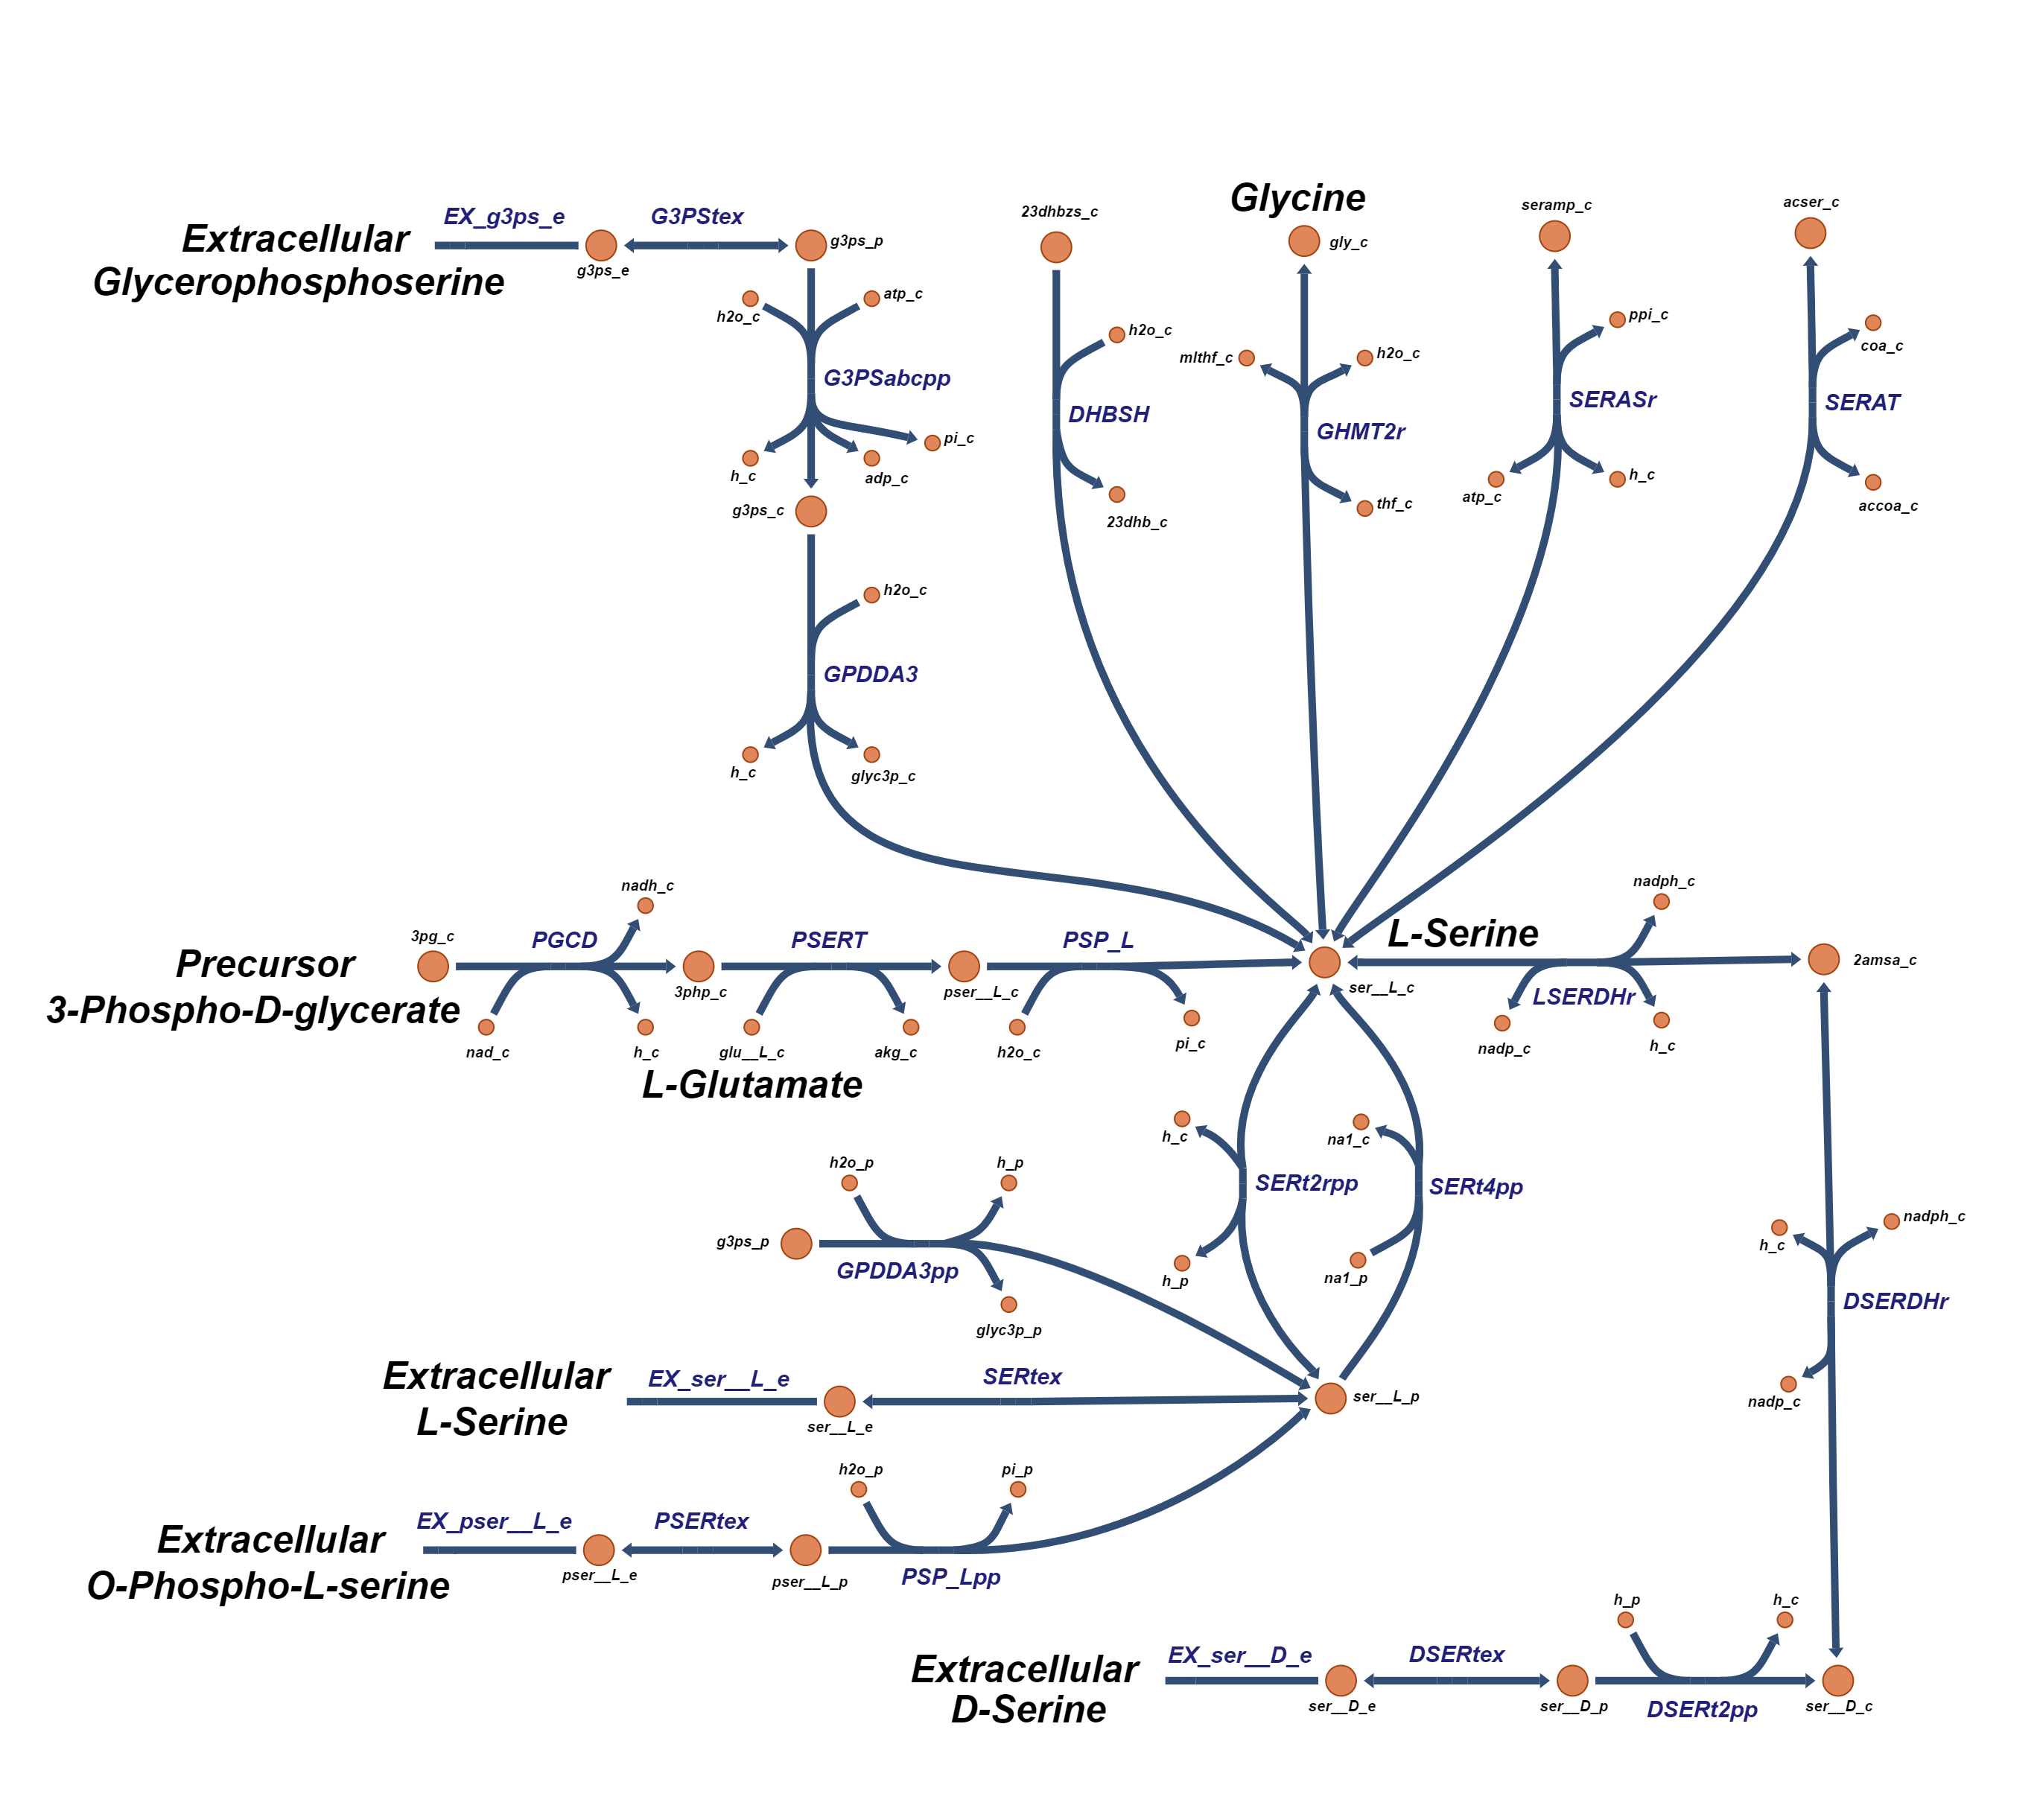 Glycine
23dhbzs_c
seramp_c
acser_c
EX_g3ps_e
G3PStex
Extracellular
Glycerophosphoserine
g3ps_e
g3ps_p
gly_c
h2o_c
atp_c
G3PSabcpp
h_c
adp_c
pi_c
g3ps_c
h2o_c
DHBSH
23dhb_c
mlthf_c
h2o_c
GHMT2r
thf_c
ppi_c
SERASr
atp_c
h_c
coa_c
SERAT
accoa_c
h2o_c
GPDDA3
h_c
glyc3p_c
Precursor
3-Phospho-D-glycerate
3pg_c
PGCD
nadh_c
nad_c
h_c
3php_c
PSERT
glu__L_c
akg_c
L-Glutamate
pser__L_c
PSP_L
h2o_c
pi_c
L-Serine
ser__L_c
nadph_c
LSERDHr
nadp_c
h_c
2amsa_c
h_c
SERt2rpp
h_p
na1_c
SERt4pp
na1_p
h2o_p
h_p
g3ps_p
GPDDA3pp
glyc3p_p
h_c
nadph_c
DSERDHr
nadp_c
Extracellular
L-Serine
EX_ser__L_e
SERtex
ser__L_e
ser__L_p
Extracellular
O-Phospho-L-serine
EX_pser__L_e
PSERtex
h2o_p
pi_p
pser__L_e
pser__L_p
PSP_Lpp
Extracellular
D-Serine
EX_ser__D_e
DSERtex
h_p
h_c
ser__D_e
ser__D_p
DSERt2pp
ser__D_c